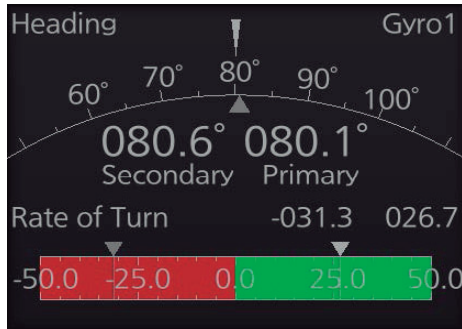 Heading Gyro1
60° 70° 80° 90° 100°
080.6° 080.1°
Secondary Primary
Rate of Turn -031.3 026.7
-50.0 -25.0 0.0 25.0 50.0